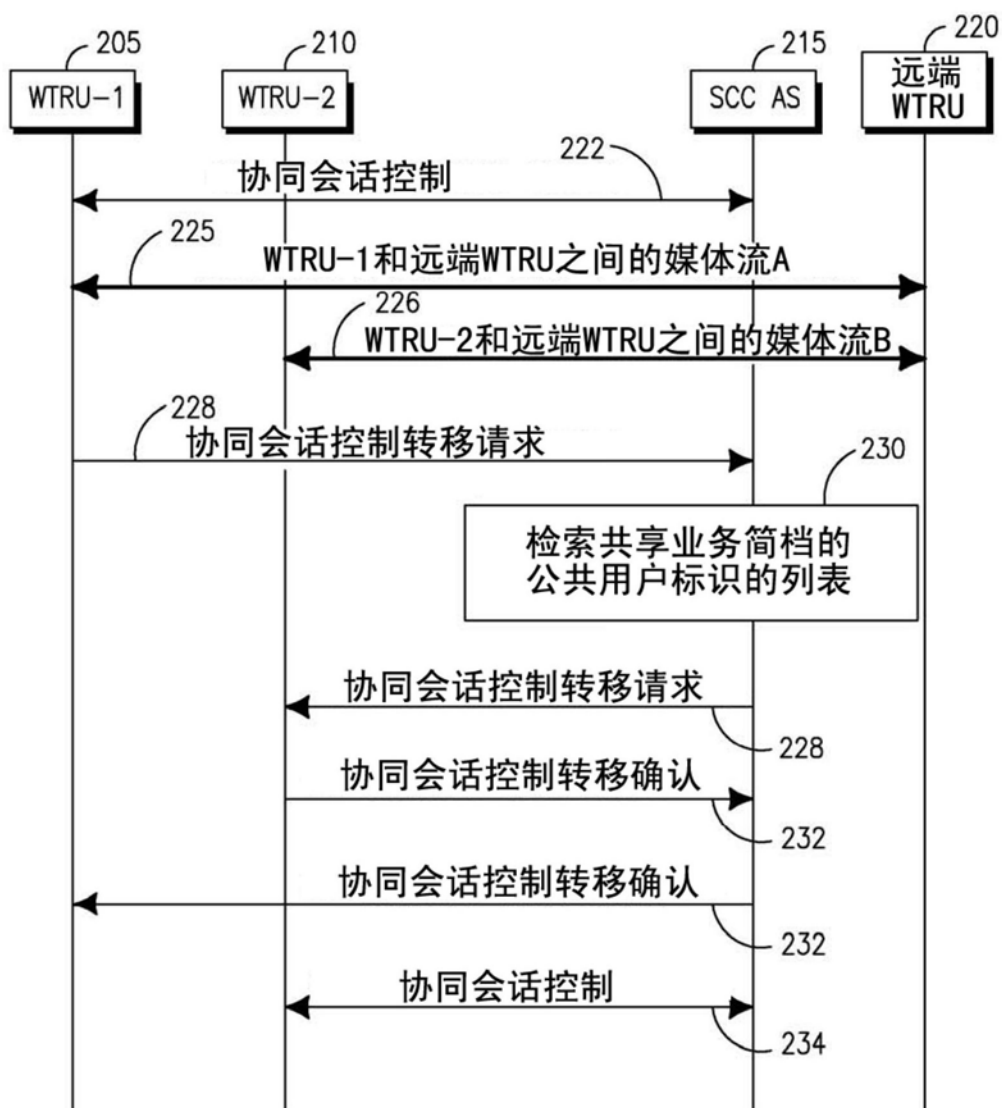 205
210
215
220
WTRU-1
WTRU-2
SCC AS
远端
WTRU
222
协同会话控制
225
WTRU-1和远端WTRU之间的媒体流A
226
WTRU-2和远端WTRU之间的媒体流B
228
协同会话控制转移请求
230
检索共享业务简档的
公共用户标识的列表
协同会话控制转移请求
228
协同会话控制转移确认
232
协同会话控制转移确认
232
协同会话控制
234